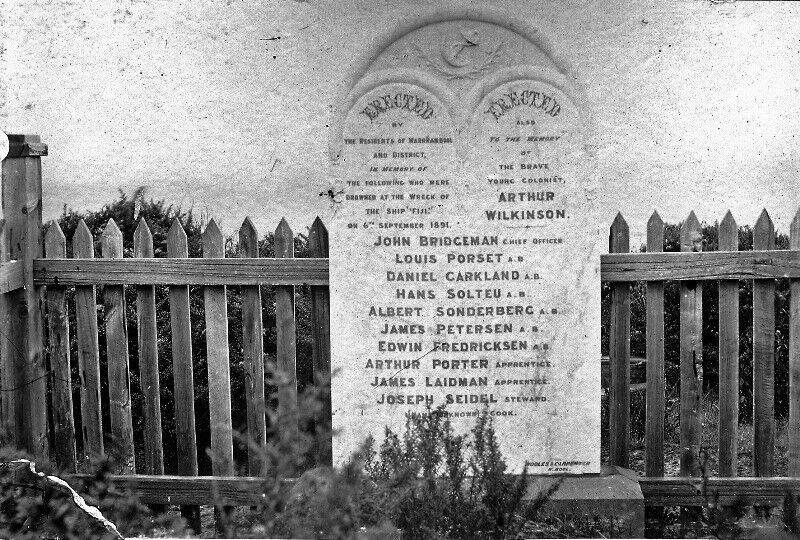 ERECTED
BY
THE RESIDENTS OF WARRNAMBOOL
AND DISTRICT,
IN MEMORY OF
THE FOLLOWING WHO WERE
DROWNED AT THE WRECK OF
THE SHIP "FIJI"
ON 6TH SEPTEMBER 1891.
ERECTED
ALSO
TO THE MEMORY
OF
THE BRAVE
YOUNG COLONIST,
ARTHUR
WILKINSON.
JOHN BRIDGEMAN CHIEF OFFICER
LOUIS PORSET A.B.
DANIEL CARKLAND A.B.
HANS SOLTEU A.B.
ALBERT SONDERBERG A.B.
JAMES PETERSEN A.B.
EDWIN FREDRICKSEN A.B.
ARTHUR PORTER APPRENTICE.
JAMES LAIDMAN APPRENTICE.
JOSEPH SEIDEL STEWARD.
UNKNOWN COOK.